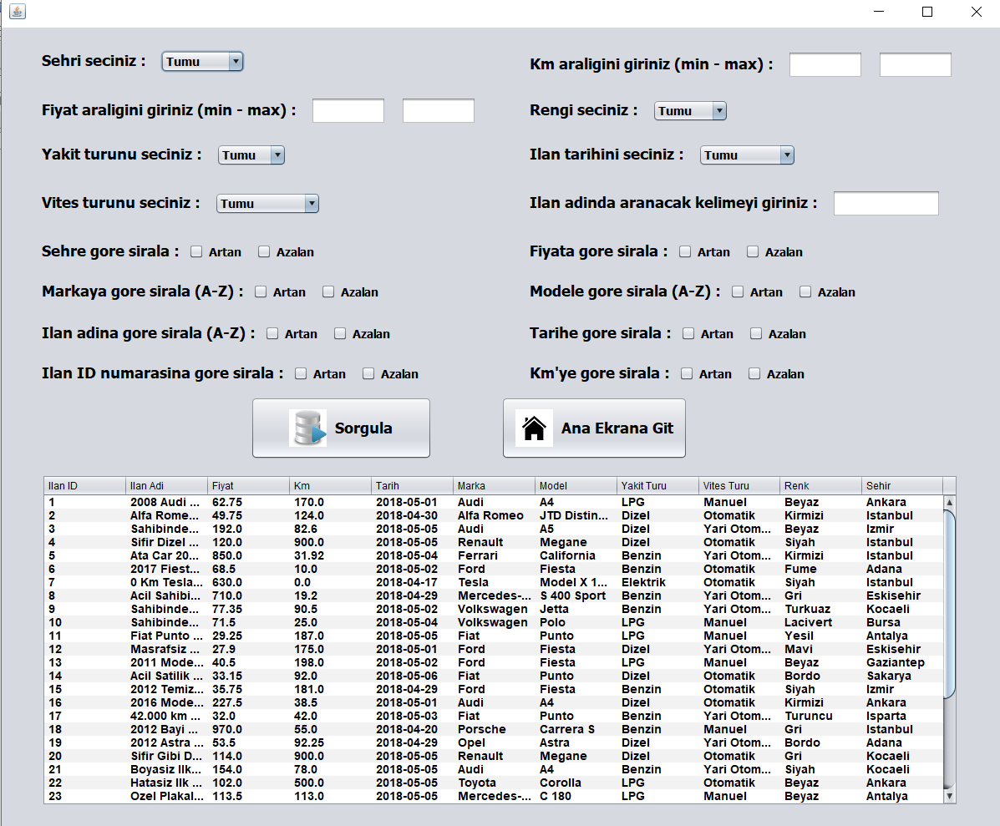 Sehri seciniz : Tumu
Km araligini giriniz (min - max) :
Fiyat araligini giriniz (min - max) :
Rengi seciniz : Tumu
Yakit turunu seciniz : Tumu
Ilan tarihini seciniz : Tumu
Vites turunu seciniz : Tumu
Ilan adinda aranacak kelimeyi giriniz :
Sehre gore sirala : Artan Azalan
Fiyata gore sirala : Artan Azalan
Markaya gore sirala (A-Z) : Artan Azalan
Modele gore sirala (A-Z) : Artan Azalan
Ilan adina gore sirala (A-Z) : Artan Azalan
Tarihe gore sirala : Artan Azalan
Ilan ID numarasina gore sirala : Artan Azalan
Km'ye gore sirala : Artan Azalan
Sorgula
Ana Ekrana Git
Ilan ID Ilan Adi Fiyat Km Tarih Marka Model Yakit Turu Vites Turu Renk Sehir
1 2008 Audi ... 62.75 170.0 2018-05-01 Audi A4 LPG Manuel Beyaz Ankara
2 Alfa Rome... 49.75 124.0 2018-04-30 Alfa Romeo JTD Distin... Dizel Otomatik Kirmizi Istanbul
3 Sahibinde... 192.0 82.6 2018-05-05 Audi A5 Dizel Yari Otom... Beyaz Izmir
4 Sifir Dizel ... 120.0 900.0 2018-05-05 Renault Megane Dizel Otomatik Siyah Istanbul
5 Ata Car 20... 850.0 31.92 2018-05-04 Ferrari California Benzin Yari Otom... Kirmizi Istanbul
6 2017 Fiest... 68.5 10.0 2018-05-02 Ford Fiesta Benzin Otomatik Fume Adana
7 0 Km Tesla... 630.0 0.0 2018-04-17 Tesla Model X 1... Elektrik Otomatik Siyah Istanbul
8 Acil Sahibi... 710.0 19.2 2018-04-29 Mercedes-... S 400 Sport Benzin Yari Otom... Gri Eskisehir
9 Sahibinde... 77.35 90.5 2018-05-02 Volkswagen Jetta Benzin Yari Otom... Turkuaz Kocaeli
10 Sahibinde... 71.5 25.0 2018-05-04 Volkswagen Polo LPG Manuel Lacivert Bursa
11 Fiat Punto ... 29.25 187.0 2018-05-05 Fiat Punto LPG Manuel Yesil Antalya
12 Masrafsiz ... 27.9 175.0 2018-05-01 Ford Fiesta Dizel Yari Otom... Mavi Eskisehir
13 2011 Mode... 40.5 198.0 2018-05-02 Ford Fiesta LPG Manuel Beyaz Gaziantep
14 Acil Satilik ... 33.15 92.0 2018-05-06 Fiat Punto Dizel Otomatik Bordo Sakarya
15 2012 Temiz... 35.75 181.0 2018-04-29 Ford Fiesta Benzin Otomatik Siyah Izmir
16 2016 Mode... 227.5 38.5 2018-05-01 Audi A4 Dizel Otomatik Kirmizi Ankara
17 42.000 km ... 32.0 42.0 2018-05-03 Fiat Punto Benzin Yari Otom... Turuncu Isparta
18 2012 Bayi ... 970.0 55.0 2018-04-20 Porsche Carrera S Benzin Manuel Gri Istanbul
19 2012 Astra ... 53.5 92.25 2018-04-29 Opel Astra Dizel Yari Otom... Bordo Adana
20 Sifir Gibi D... 114.0 900.0 2018-05-05 Renault Megane Dizel Otomatik Gri Kocaeli
21 Boyasiz Ilk... 154.0 78.0 2018-05-05 Audi A4 Benzin Yari Otom... Siyah Kocaeli
22 Hatasiz Ilk ... 102.0 500.0 2018-05-05 Toyota Corolla LPG Otomatik Beyaz Ankara
23 Ozel Plakal... 113.5 113.0 2018-05-05 Mercedes-... C 180 LPG Manuel Beyaz Antalya